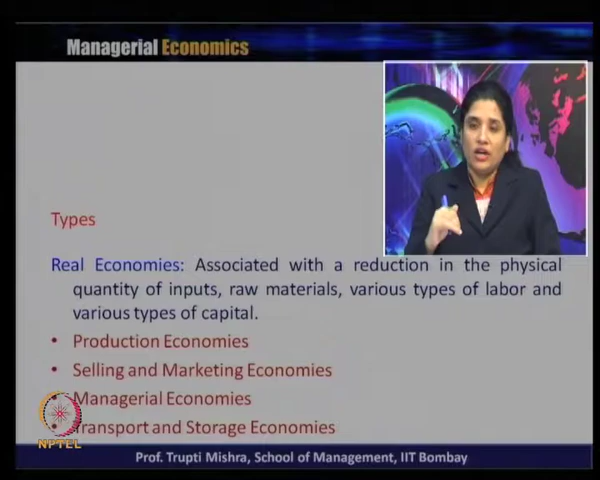 Managerial Economics
Types
Real Economies: Associated with a reduction in the physical
quantity of inputs, raw materials, various types of labor and
various types of capital.
• Production Economies
• Selling and Marketing Economies
• Managerial Economies
• Transport and Storage Economies
NPTEL
Prof. Trupti Mishra, School of Management, IIT Bombay